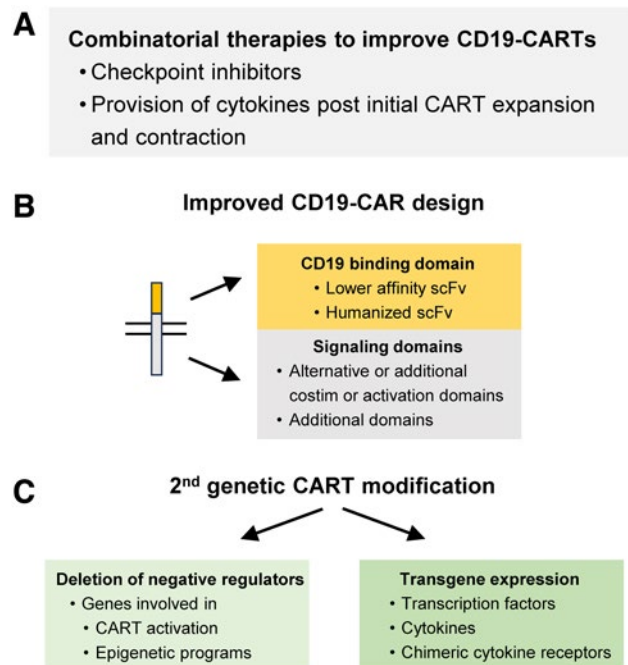 A
Combinatorial therapies to improve CD19-CARTs
• Checkpoint inhibitors
• Provision of cytokines post initial CART expansion
and contraction
B
Improved CD19-CAR design
CD19 binding domain
• Lower affinity scFv
• Humanized scFv
Signaling domains
• Alternative or additional
costim or activation domains
• Additional domains
C
2nd genetic CART modification
Deletion of negative regulators
• Genes involved in
• CART activation
• Epigenetic programs
Transgene expression
• Transcription factors
• Cytokines
• Chimeric cytokine receptors